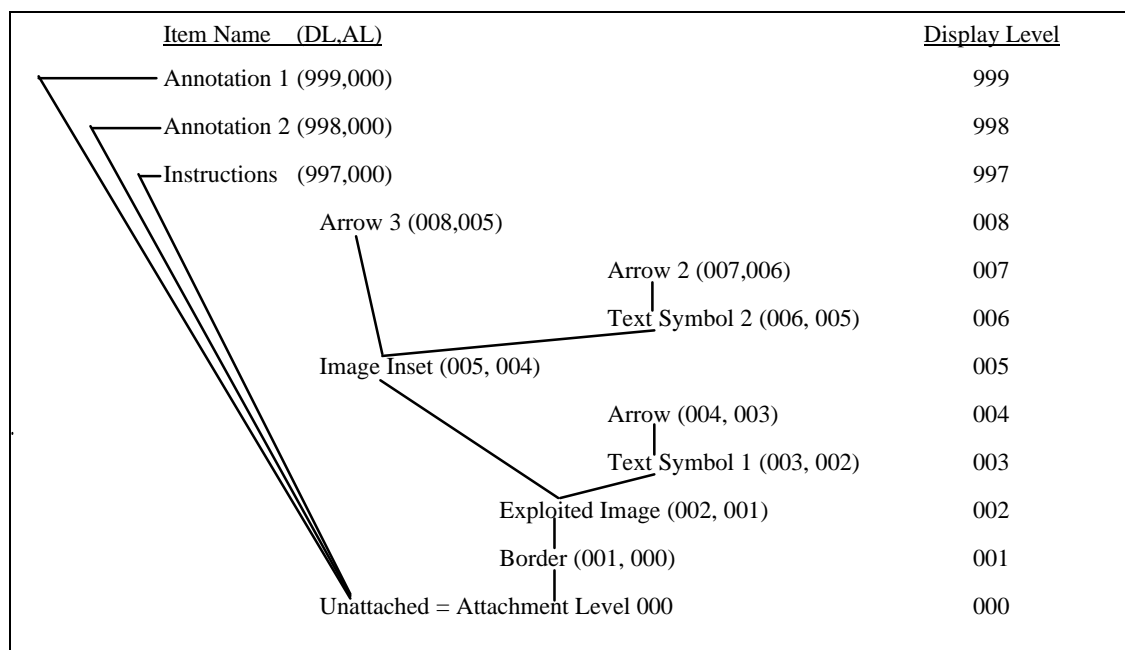 Item Name (DL,AL) Display Level
Annotation 1 (999,000) 999
Annotation 2 (998,000) 998
Instructions (997,000) 997
Arrow 3 (008,005) 008
Arrow 2 (007,006) 007
Text Symbol 2 (006, 005) 006
Image Inset (005, 004) 005
Arrow (004, 003) 004
Text Symbol 1 (003, 002) 003
Exploited Image (002, 001) 002
Border (001, 000) 001
Unattached = Attachment Level 000 000